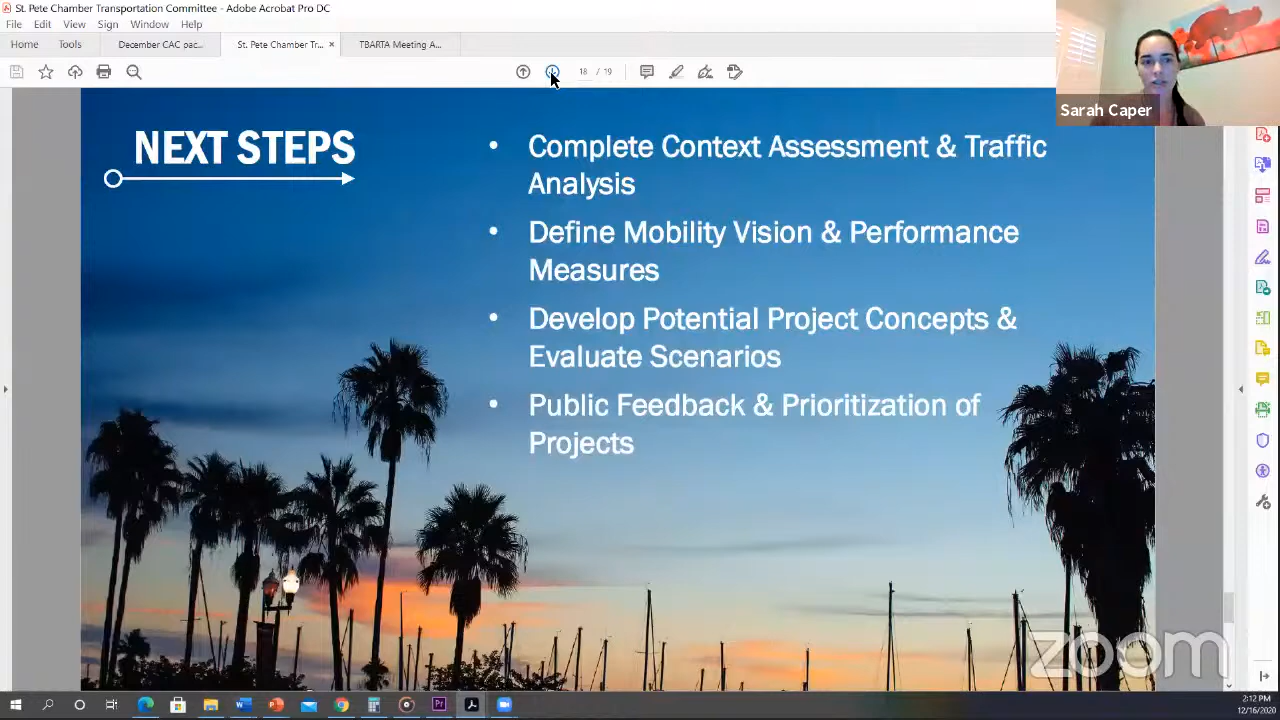 St. Pete Chamber Transportation Committee - Adobe Acrobat Pro DC
File Edit View Sign Window Help
Home Tools December CAC pac... St. Pete Chamber Tr... × TBARTA Meeting A...
18 / 19
Sarah Caper
NEXT STEPS
• Complete Context Assessment & Traffic
Analysis
• Define Mobility Vision & Performance
Measures
• Develop Potential Project Concepts &
Evaluate Scenarios
• Public Feedback & Prioritization of
Projects
zoom
2:12 PM
12/16/2020